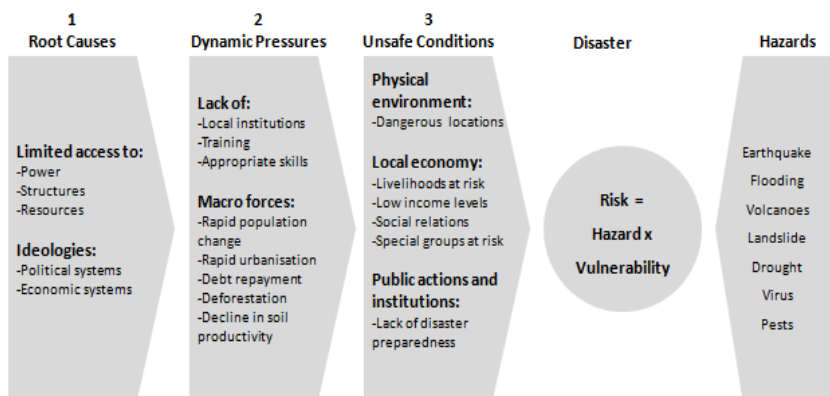 1
Root Causes
Limited access to:
-Power
-Structures
-Resources
Ideologies:
-Political systems
-Economic systems
2
Dynamic Pressures
Lack of:
-Local institutions
-Training
-Appropriate skills
Macro forces:
-Rapid population
change
-Rapid urbanisation
-Debt repayment
-Deforestation
-Decline in soil
productivity
3
Unsafe Conditions
Physical
environment:
-Dangerous locations
Local economy:
-Livelihoods at risk
-Low income levels
-Social relations
-Special groups at risk
Public actions and
institutions:
-Lack of disaster
preparedness
Disaster
Risk =
Hazard x
Vulnerability
Hazards
Earthquake
Flooding
Volcanoes
Landslide
Drought
Virus
Pests